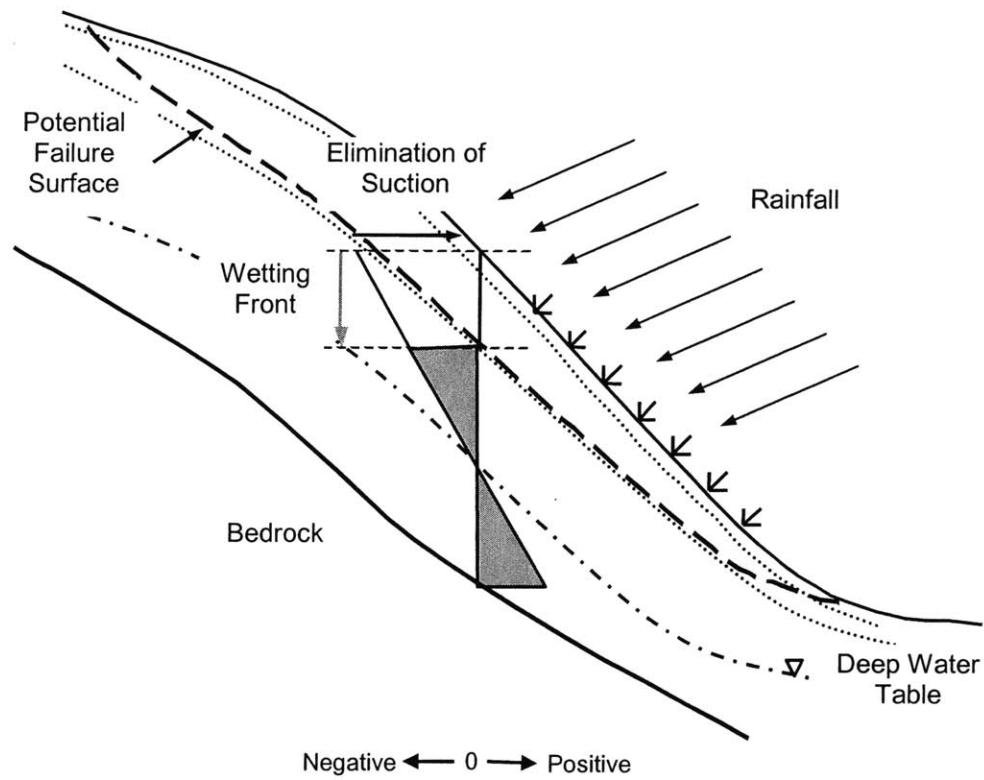 Potential
Failure
Surface
Elimination of
Suction
Rainfall
Wetting
Front
Bedrock
Deep Water
Table
Negative 0 Positive